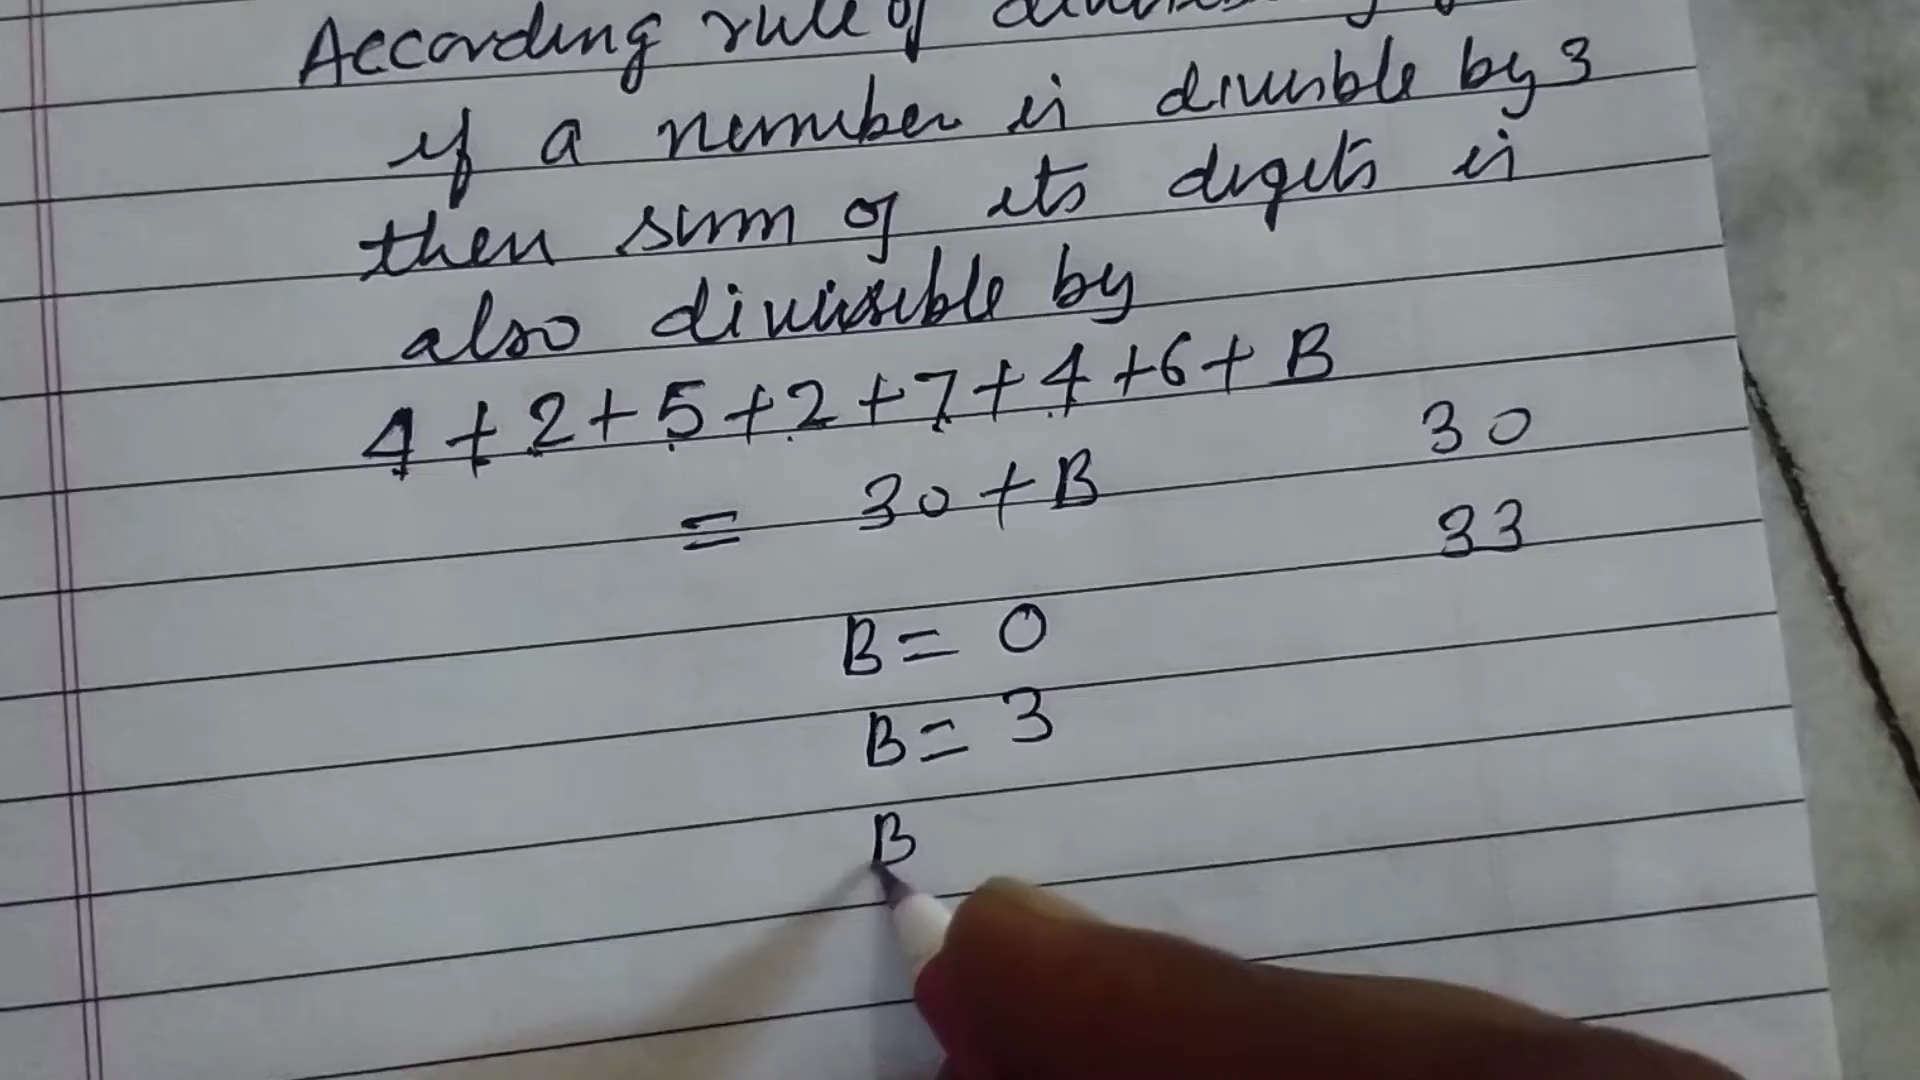 According rule of
if a number is divisible by 3
then sum of its digits is
also divisible by
4 + 2 + 5 + 2 + 7 + 4 + 6 + B
= 30 + B
30
33
B = 0
B = 3
B